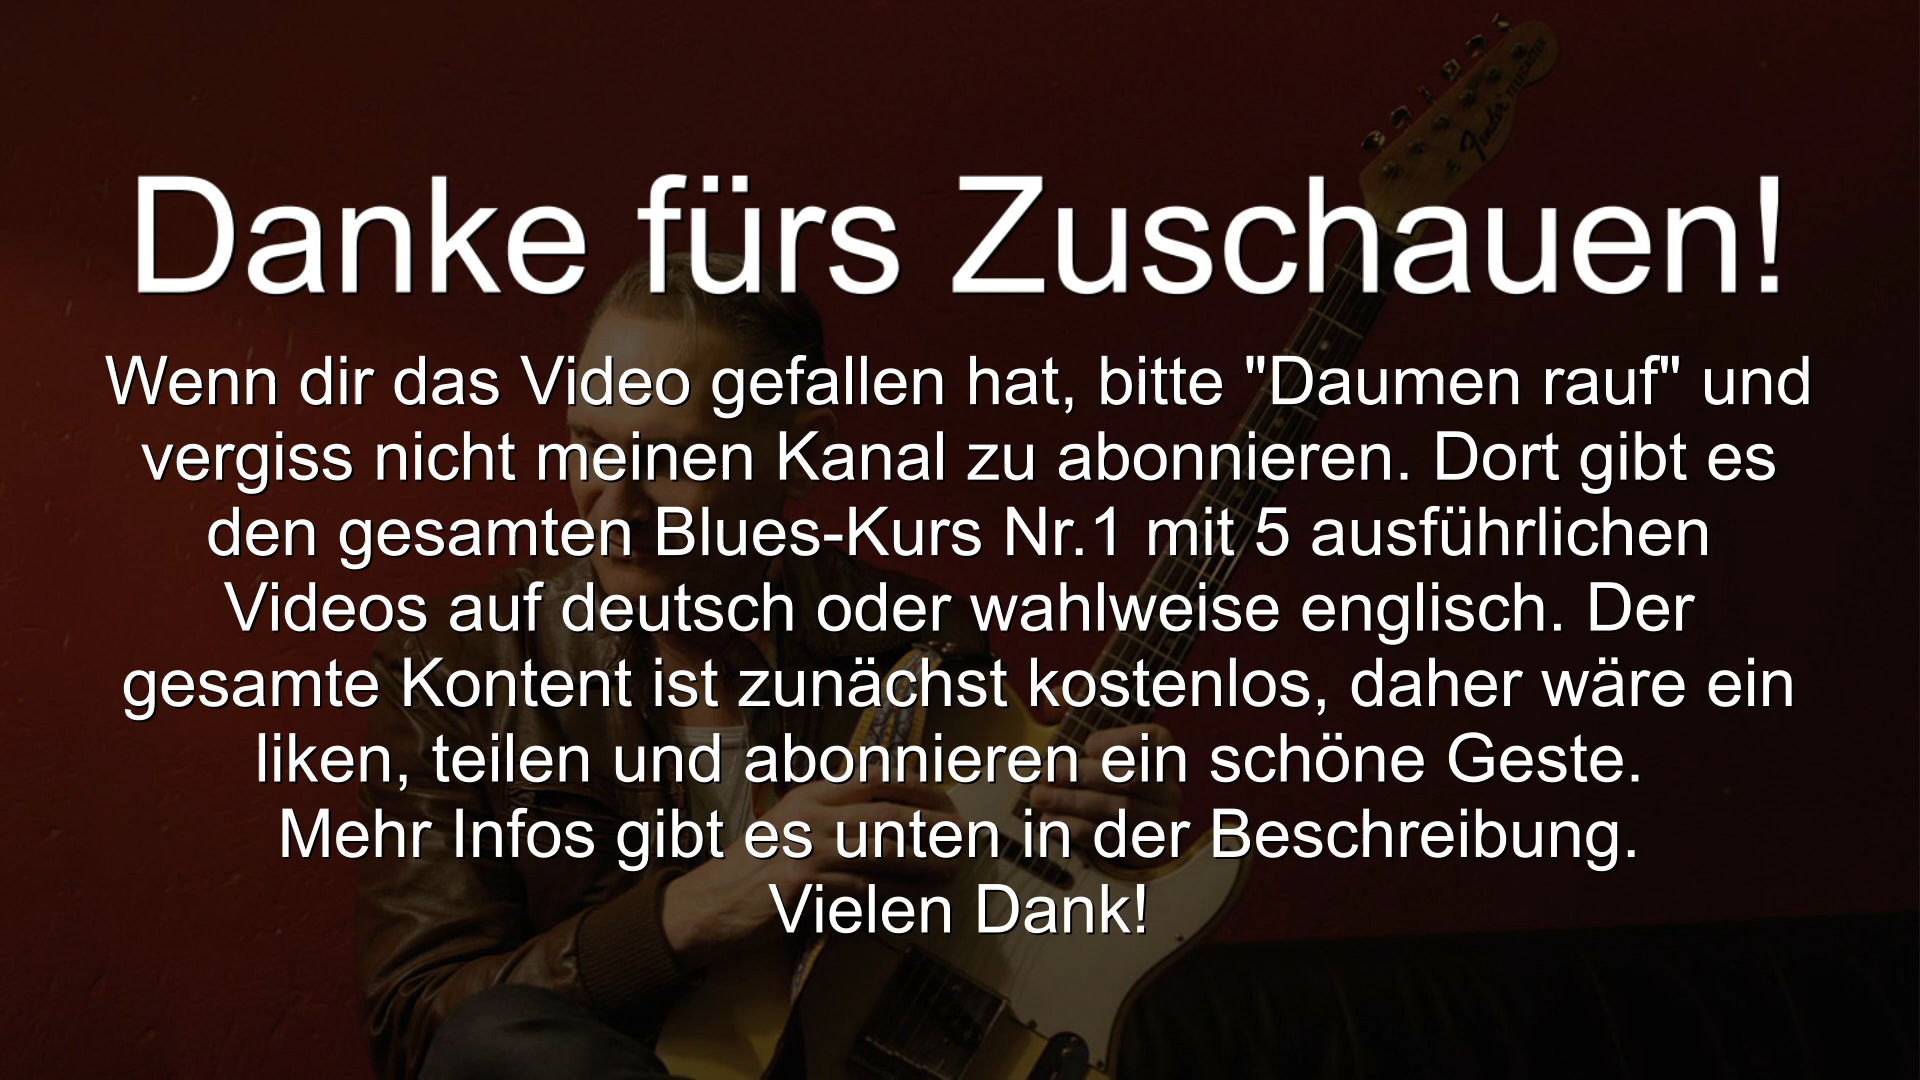 Fender TELECASTER
Danke fürs Zuschauen!
Wenn dir das Video gefallen hat, bitte "Daumen rauf" und
vergiss nicht meinen Kanal zu abonnieren. Dort gibt es
den gesamten Blues-Kurs Nr.1 mit 5 ausführlichen
Videos auf deutsch oder wahlweise englisch. Der
gesamte Kontent ist zunächst kostenlos, daher wäre ein
liken, teilen und abonnieren ein schöne Geste.
Mehr Infos gibt es unten in der Beschreibung.
Vielen Dank!